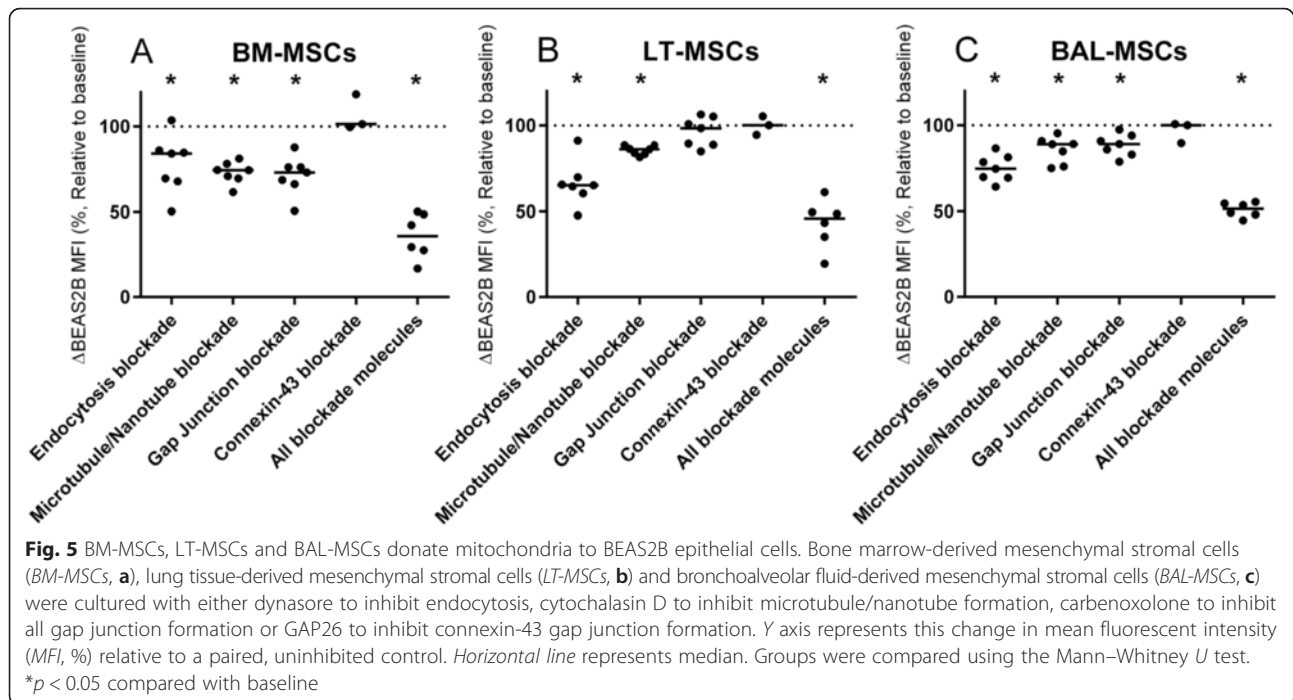 A
BM-MSCs
* * * * 
ΔBEAS2B MFI (%, Relative to baseline)
100
50
0
Endocytosis blockade
Microtubule/Nanotube blockade
Gap Junction blockade
Connexin-43 blockade
All blockade molecules
B
LT-MSCs
* * *
ΔBEAS2B MFI (%, Relative to baseline)
100
50
0
Endocytosis blockade
Microtubule/Nanotube blockade
Gap Junction blockade
Connexin-43 blockade
All blockade molecules
C
BAL-MSCs
* * * *
ΔBEAS2B MFI (%, Relative to baseline)
100
50
0
Endocytosis blockade
Microtubule/Nanotube blockade
Gap Junction blockade
Connexin-43 blockade
All blockade molecules
Fig. 5 BM-MSCs, LT-MSCs and BAL-MSCs donate mitochondria to BEAS2B epithelial cells. Bone marrow-derived mesenchymal stromal cells
(BM-MSCs, a), lung tissue-derived mesenchymal stromal cells (LT-MSCs, b) and bronchoalveolar fluid-derived mesenchymal stromal cells (BAL-MSCs, c)
were cultured with either dynasore to inhibit endocytosis, cytochalasin D to inhibit microtubule/nanotube formation, carbenoxolone to inhibit
all gap junction formation or GAP26 to inhibit connexin-43 gap junction formation. Y axis represents this change in mean fluorescent intensity
(MFI, %) relative to a paired, uninhibited control. Horizontal line represents median. Groups were compared using the Mann–Whitney U test.
*p < 0.05 compared with baseline